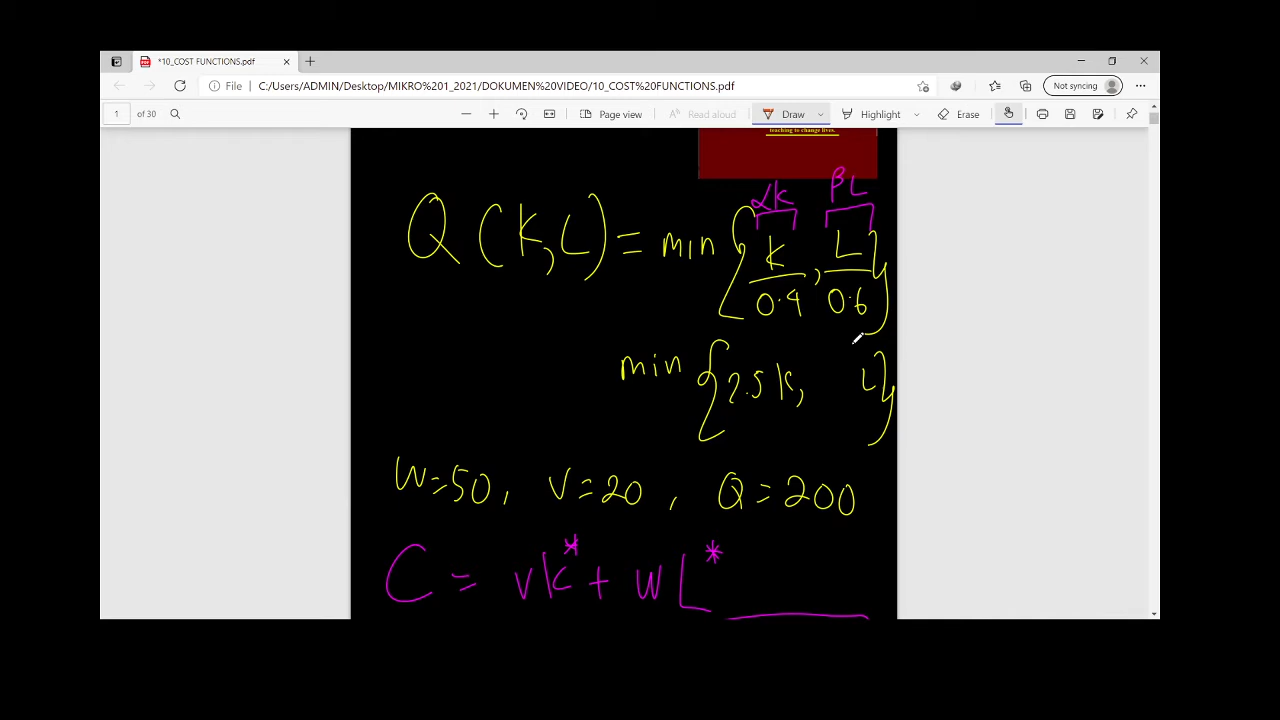 *10_COST FUNCTIONS.pdf
File C:/Users/ADMIN/Desktop/MIKRO%201_2021/DOKUMEN%20VIDEO/10_COST%20FUNCTIONS.pdf Not syncing
1 of 30 Page view Read aloud Draw Highlight Erase
teaching to change lives.
αK βL
Q(K,L) = min {K/0.4, L/0.6}
min {2.5K, L}
W=50, V=20, Q=200
C = vK* + wL*